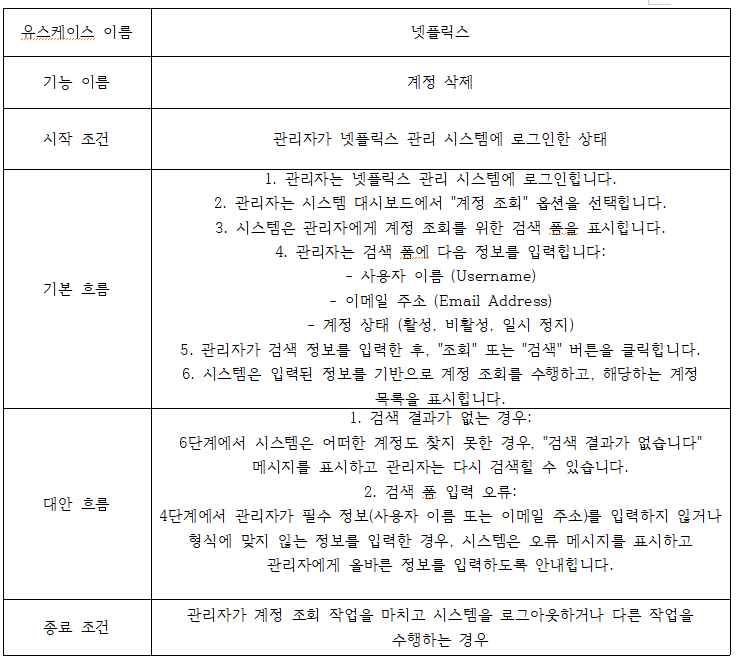 유스케이스 이름
넷플릭스
기능 이름
계정 삭제
시작 조건
관리자가 넷플릭스 관리 시스템에 로그인한 상태
기본 흐름
1. 관리자는 넷플릭스 관리 시스템에 로그인힙니다.
2. 관리자는 시스템 대시보드에서 "계정 조회" 옵션을 선택힙니다.
3. 시스템은 관리자에게 계정 조회를 위한 검색 폼을 표시힙니다.
4. 관리자는 검색 폼에 다음 정보를 입력힙니다:
- 사용자 이름 (Username)
- 이메일 주소 (Email Address)
- 계정 상태 (활성, 비활성, 일시 정지)
5. 관리자가 검색 정보를 입력한 후, "조회" 또는 "검색" 버튼을 클릭힙니다.
6. 시스템은 입력된 정보를 기반으로 계정 조회를 수행하고, 해당하는 계정
목록을 표시힙니다.
대안 흐름
1. 검색 결과가 없는 경우:
6단계에서 시스템은 어떠한 계정도 찾지 못한 경우, "검색 결과가 없습니다"
메시지를 표시하고 관리자는 다시 검색할 수 있습니다.
2. 검색 폼 입력 오류:
4단계에서 관리자가 필수 정보(사용자 이름 또는 이메일 주소)를 입력하지 않거나
형식에 맞지 않는 정보를 입력한 경우, 시스템은 오류 메시지를 표시하고
관리자에게 올바른 정보를 입력하도록 안내힙니다.
종료 조건
관리자가 계정 조회 작업을 마치고 시스템을 로그아웃하거나 다른 작업을
수행하는 경우